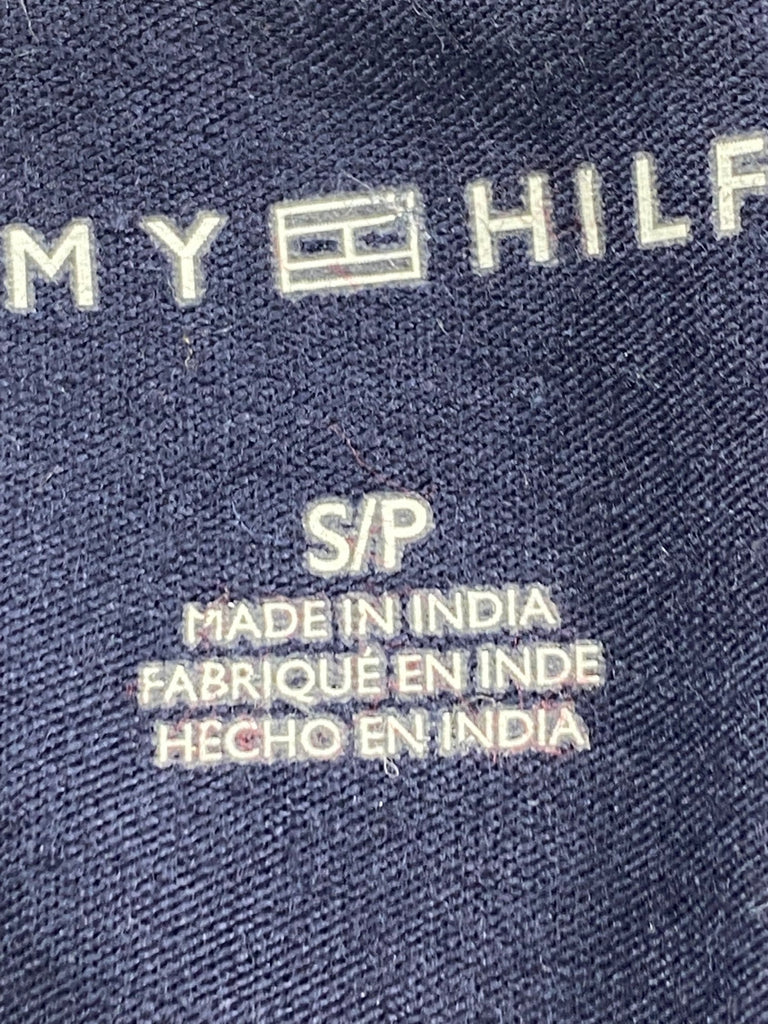 MY HILF
S/P
MADE IN INDIA
FABRIQUÉ EN INDE
HECHO EN INDIA